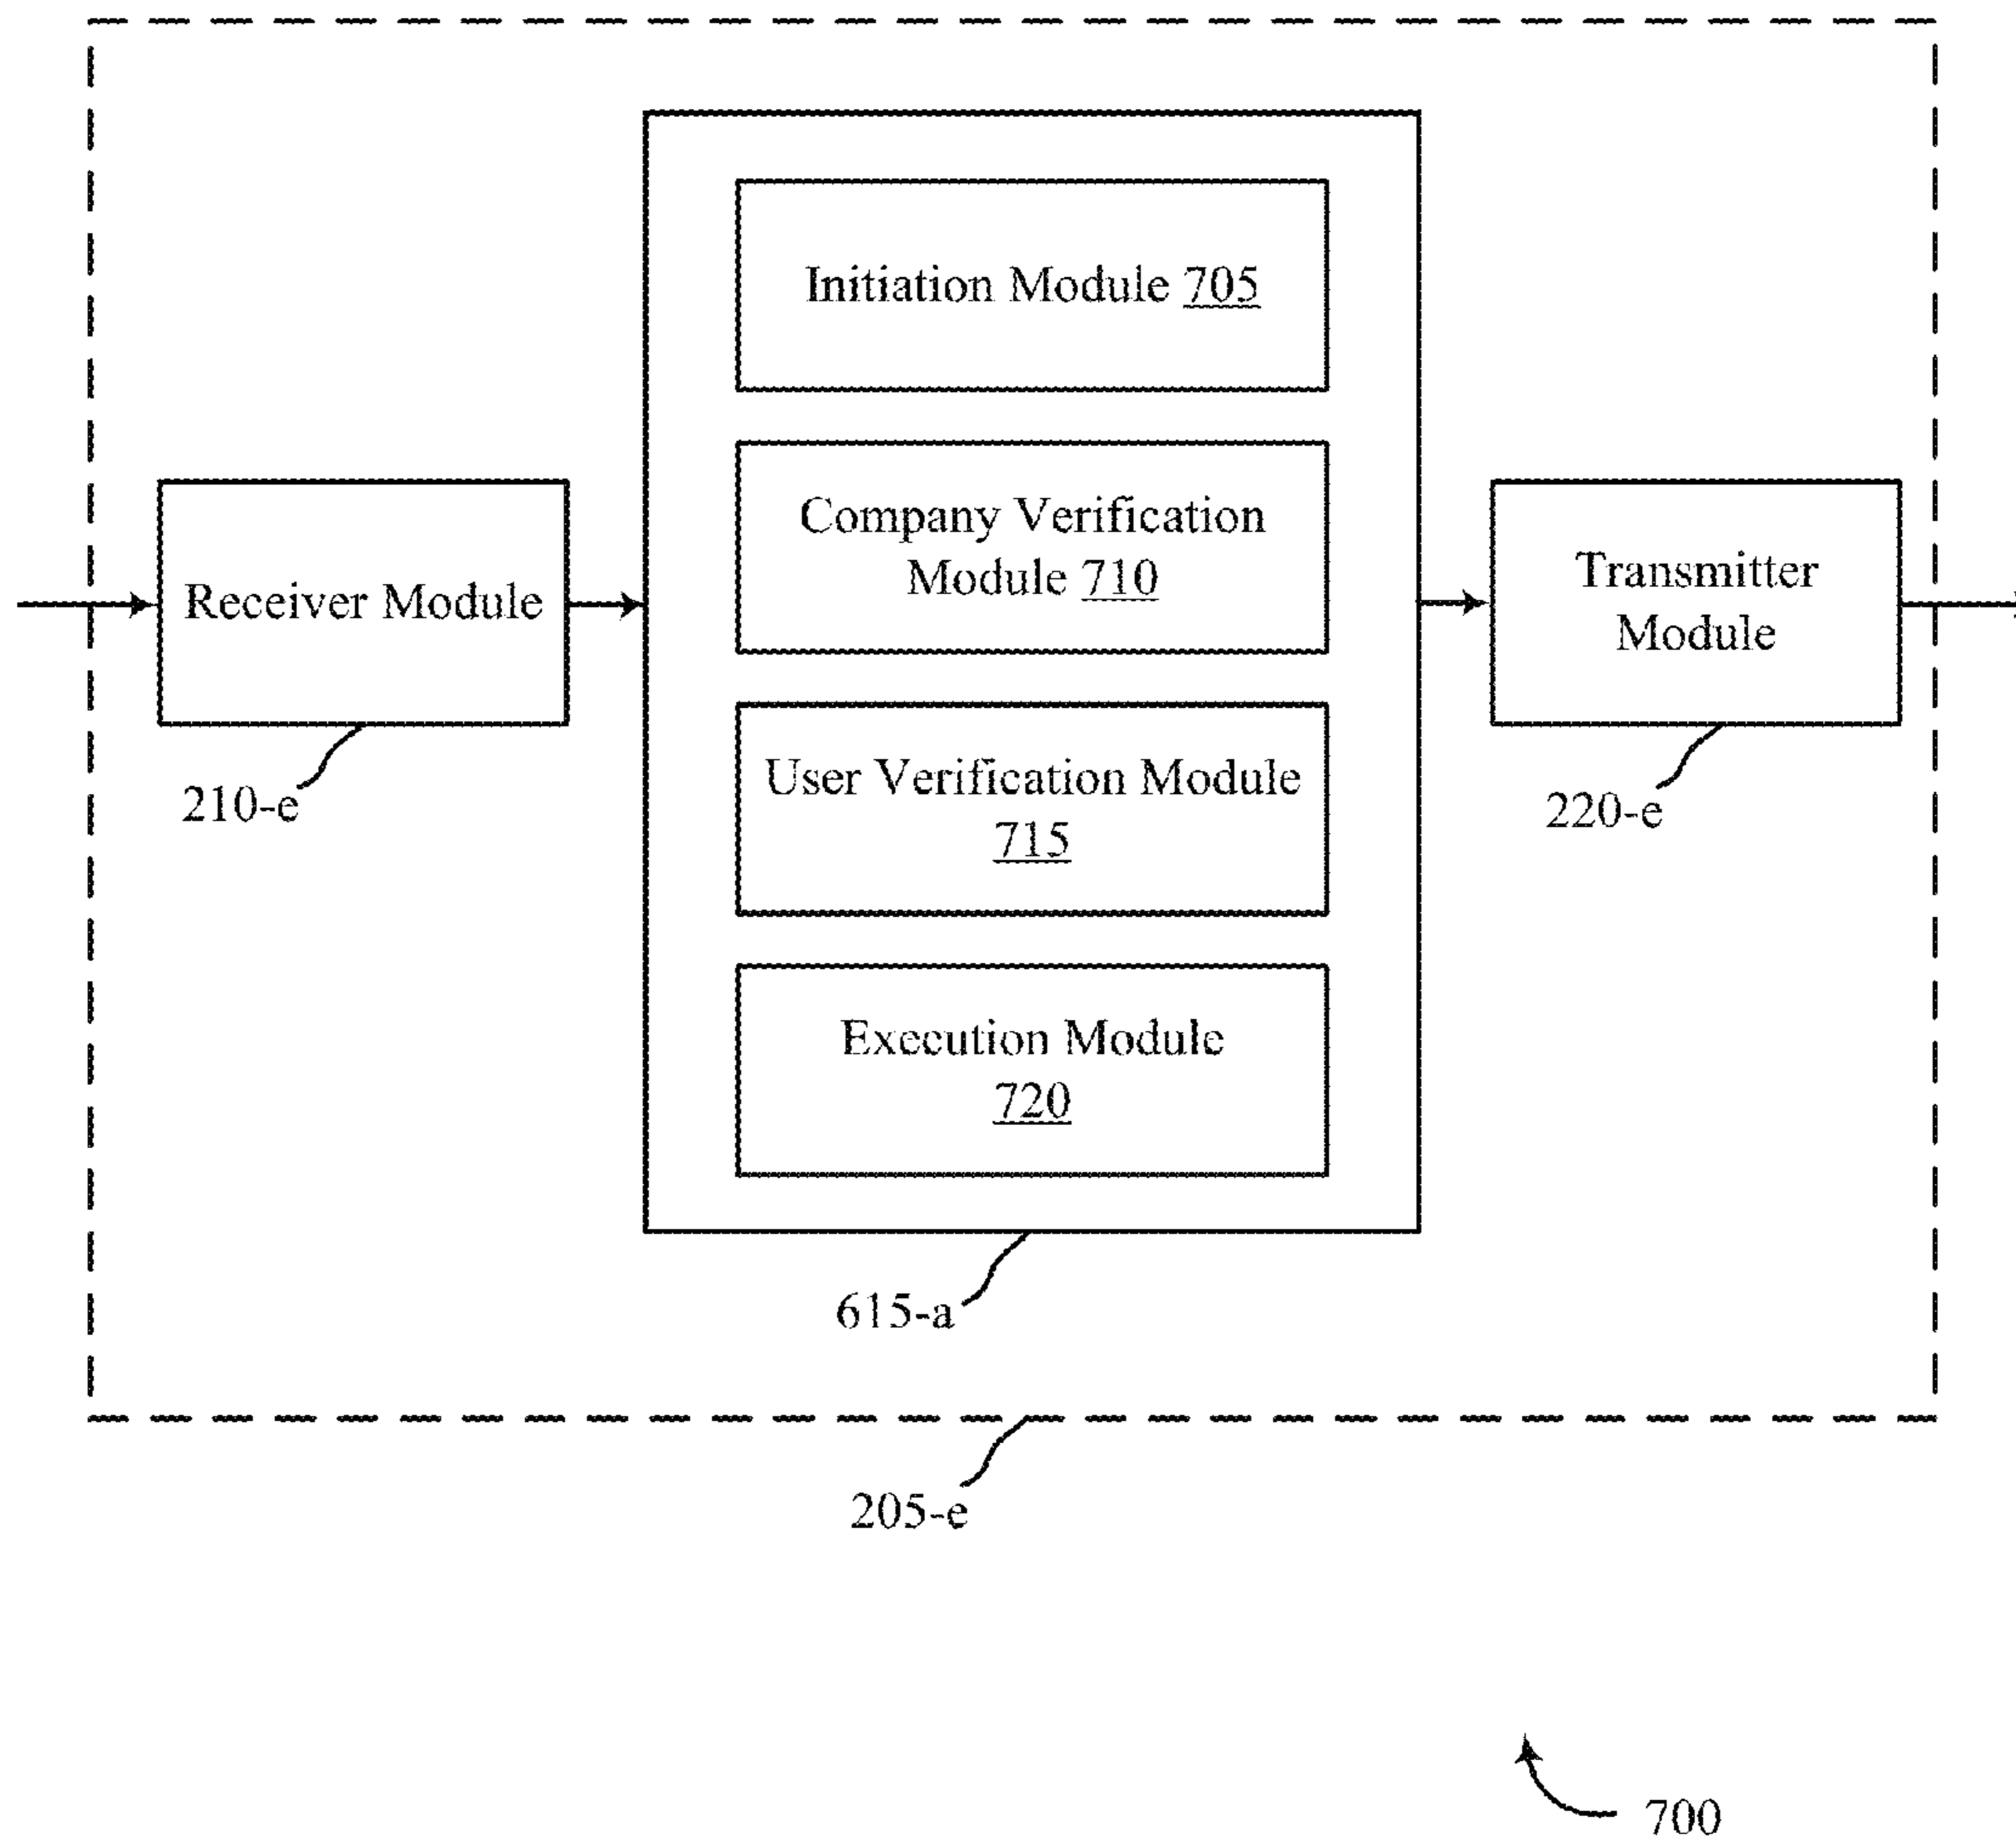 Initiation Module 705
Company Verification
Module 710
Receiver Module
Transmitter
Module
User Verification Module
715
210-e
220-e
Execution Module
720
615-a
205-e
700